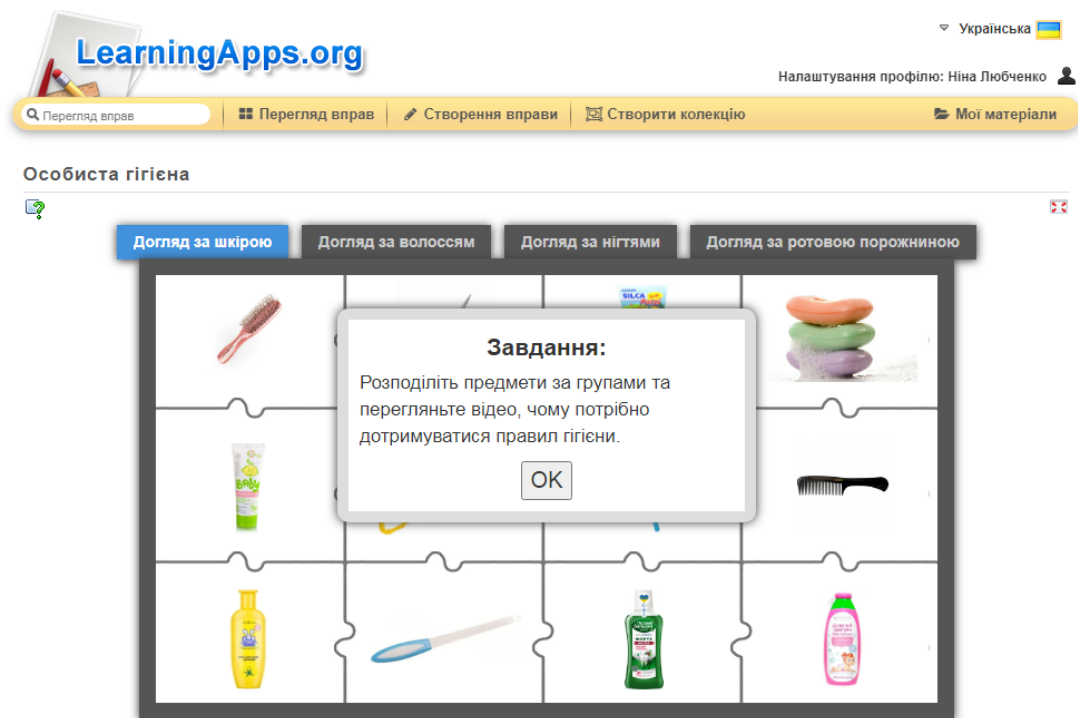 LearningApps.org
Українська
Налаштування профілю: Ніна Любченко
Перегляд вправ
Перегляд вправ
Створення вправи
Створити колекцію
Мої матеріали
Особиста гігієна
Догляд за шкірою
Догляд за волоссям
Догляд за нігтями
Догляд за ротовою порожниною
SILCA
Завдання:
Розподіліть предмети за групами та
перегляньте відео, чому потрібно
дотримуватися правил гігієни.
OK
BABY